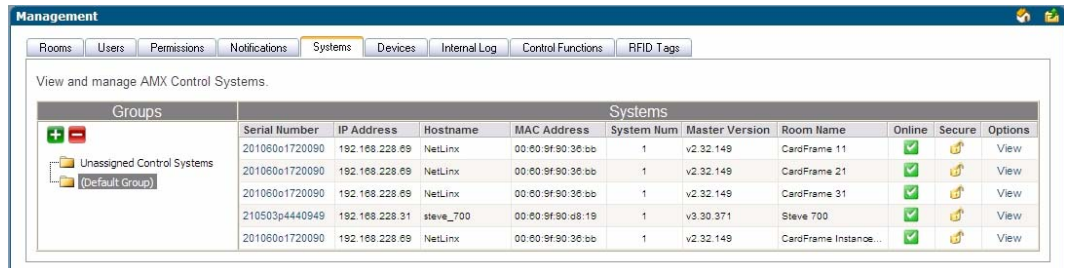 Management
Rooms Users Permissions Notifications Systems Devices Internal Log Control Functions RFID Tags
View and manage AMX Control Systems.
Groups Systems
Serial Number IP Address Hostname MAC Address System Num Master Version Room Name Online Secure Options
201060o1720090 192.168.228.69 NetLinx 00:60:9f:90:36:bb 1 v2.32.149 CardFrame 11 View
Unassigned Control Systems
201060o1720090 192.168.228.69 NetLinx 00:60:9f:90:36:bb 1 v2.32.149 CardFrame 21 View
(Default Group)
201060o1720090 192.168.228.69 NetLinx 00:60:9f:90:36:bb 1 v2.32.149 CardFrame 31 View
210503p4440949 192.168.228.31 steve_700 00:60:9f:90:d8:19 1 v3.30.371 Steve 700 View
201060o1720090 192.168.228.69 NetLinx 00:60:9f:90:36:bb 1 v2.32.149 CardFrame Instance... View